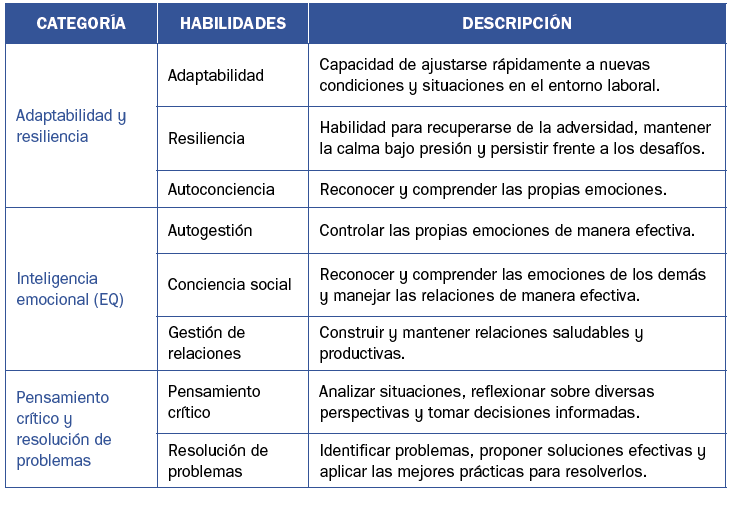 CATEGORÍA HABILIDADES DESCRIPCIÓN
Adaptabilidad y
resiliencia
Adaptabilidad
Capacidad de ajustarse rápidamente a nuevas
condiciones y situaciones en el entorno laboral.
Resiliencia
Habilidad para recuperarse de la adversidad, mantener
la calma bajo presión y persistir frente a los desafíos.
Autoconciencia
Reconocer y comprender las propias emociones.
Inteligencia
emocional (EQ)
Autogestión
Controlar las propias emociones de manera efectiva.
Conciencia social
Reconocer y comprender las emociones de los demás
y manejar las relaciones de manera efectiva.
Gestión de
relaciones
Construir y mantener relaciones saludables y
productivas.
Pensamiento
crítico y
resolución de
problemas
Pensamiento
crítico
Analizar situaciones, reflexionar sobre diversas
perspectivas y tomar decisiones informadas.
Resolución de
problemas
Identificar problemas, proponer soluciones efectivas y
aplicar las mejores prácticas para resolverlos.